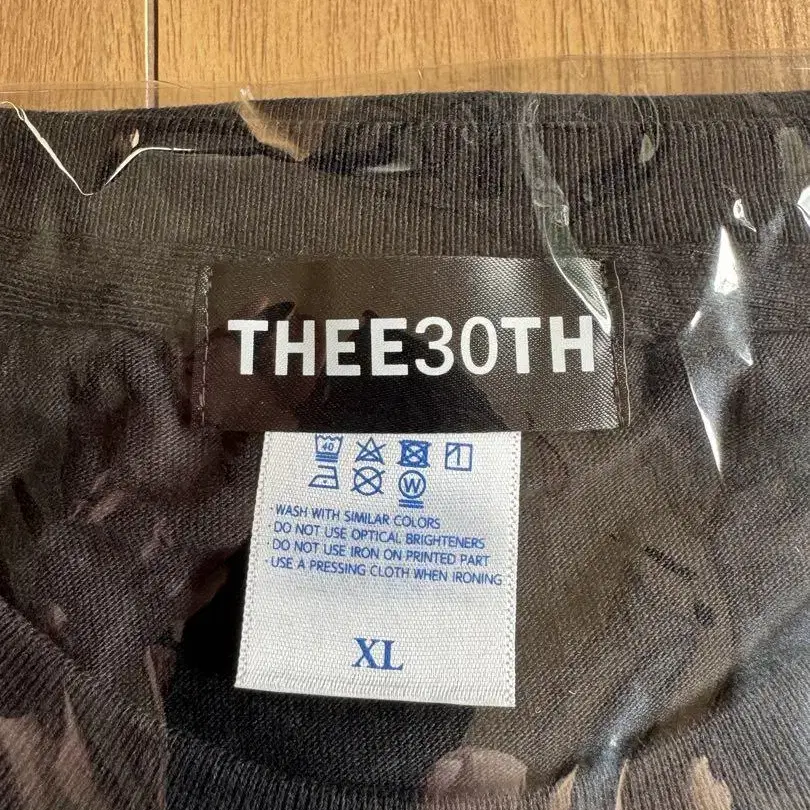 THEE30TH
40
1
W
· WASH WITH SIMILAR COLORS
· DO NOT USE OPTICAL BRIGHTENERS
· DO NOT USE IRON ON PRINTED PART
· USE A PRESSING CLOTH WHEN IRONING
XL